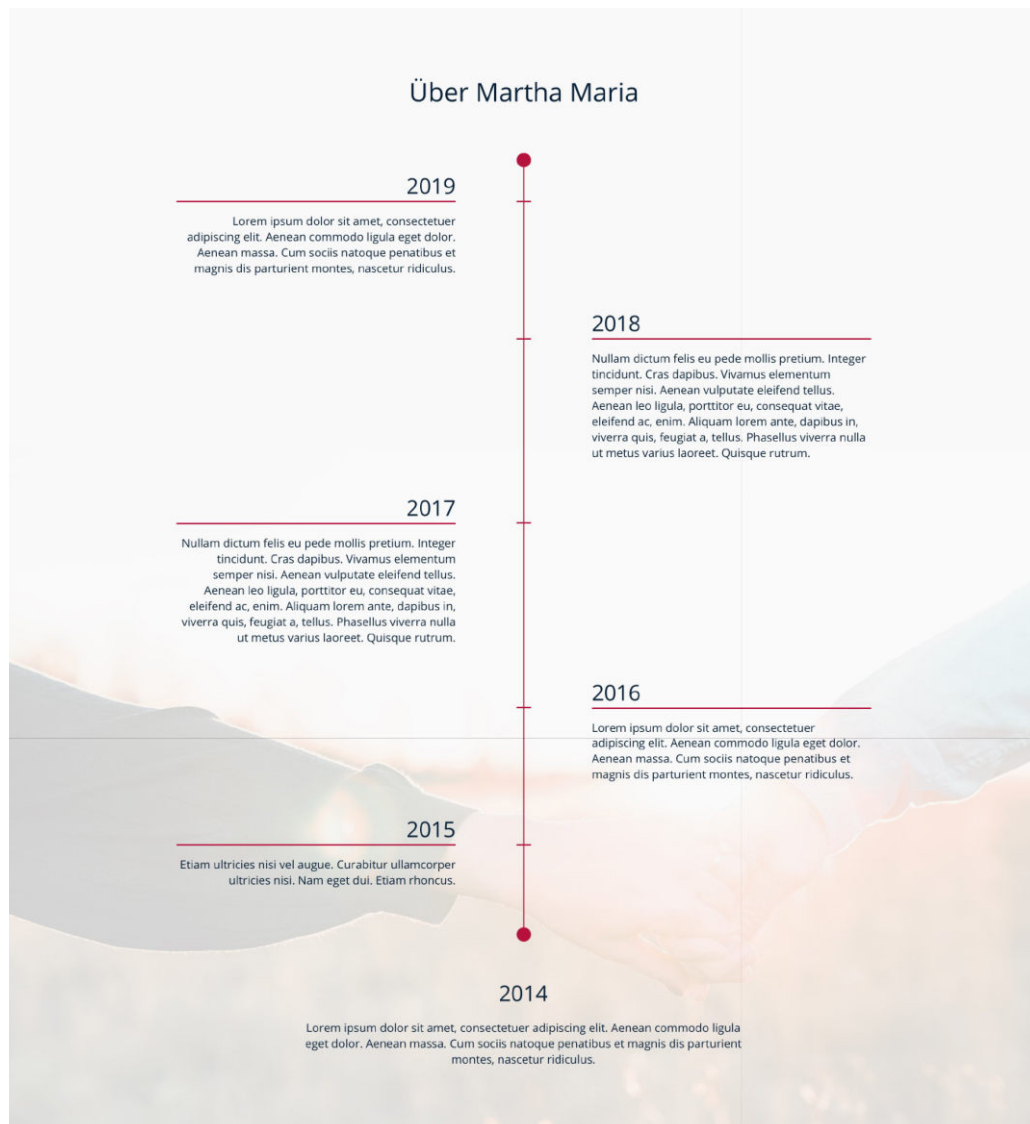 Über Martha Maria
2019
Lorem ipsum dolor sit amet, consectetuer
adipiscing elit. Aenean commodo ligula eget dolor.
Aenean massa. Cum sociis natoque penatibus et
magnis dis parturient montes, nascetur ridiculus.
2018
Nullam dictum felis eu pede mollis pretium. Integer
tincidunt. Cras dapibus. Vivamus elementum
semper nisi. Aenean vulputate eleifend tellus.
Aenean leo ligula, porttitor eu, consequat vitae,
eleifend ac, enim. Aliquam lorem ante, dapibus in,
viverra quis, feugiat a, tellus. Phasellus viverra nulla
ut metus varius laoreet. Quisque rutrum.
2017
Nullam dictum felis eu pede mollis pretium. Integer
tincidunt. Cras dapibus. Vivamus elementum
semper nisi. Aenean vulputate eleifend tellus.
Aenean leo ligula, porttitor eu, consequat vitae,
eleifend ac, enim. Aliquam lorem ante, dapibus in,
viverra quis, feugiat a, tellus. Phasellus viverra nulla
ut metus varius laoreet. Quisque rutrum.
2016
Lorem ipsum dolor sit amet, consectetuer
adipiscing elit. Aenean commodo ligula eget dolor.
Aenean massa. Cum sociis natoque penatibus et
magnis dis parturient montes, nascetur ridiculus.
2015
Etiam ultricies nisi vel augue. Curabitur ullamcorper
ultricies nisi. Nam eget dui. Etiam rhoncus.
2014
Lorem ipsum dolor sit amet, consectetuer adipiscing elit. Aenean commodo ligula
eget dolor. Aenean massa. Cum sociis natoque penatibus et magnis dis parturient
montes, nascetur ridiculus.